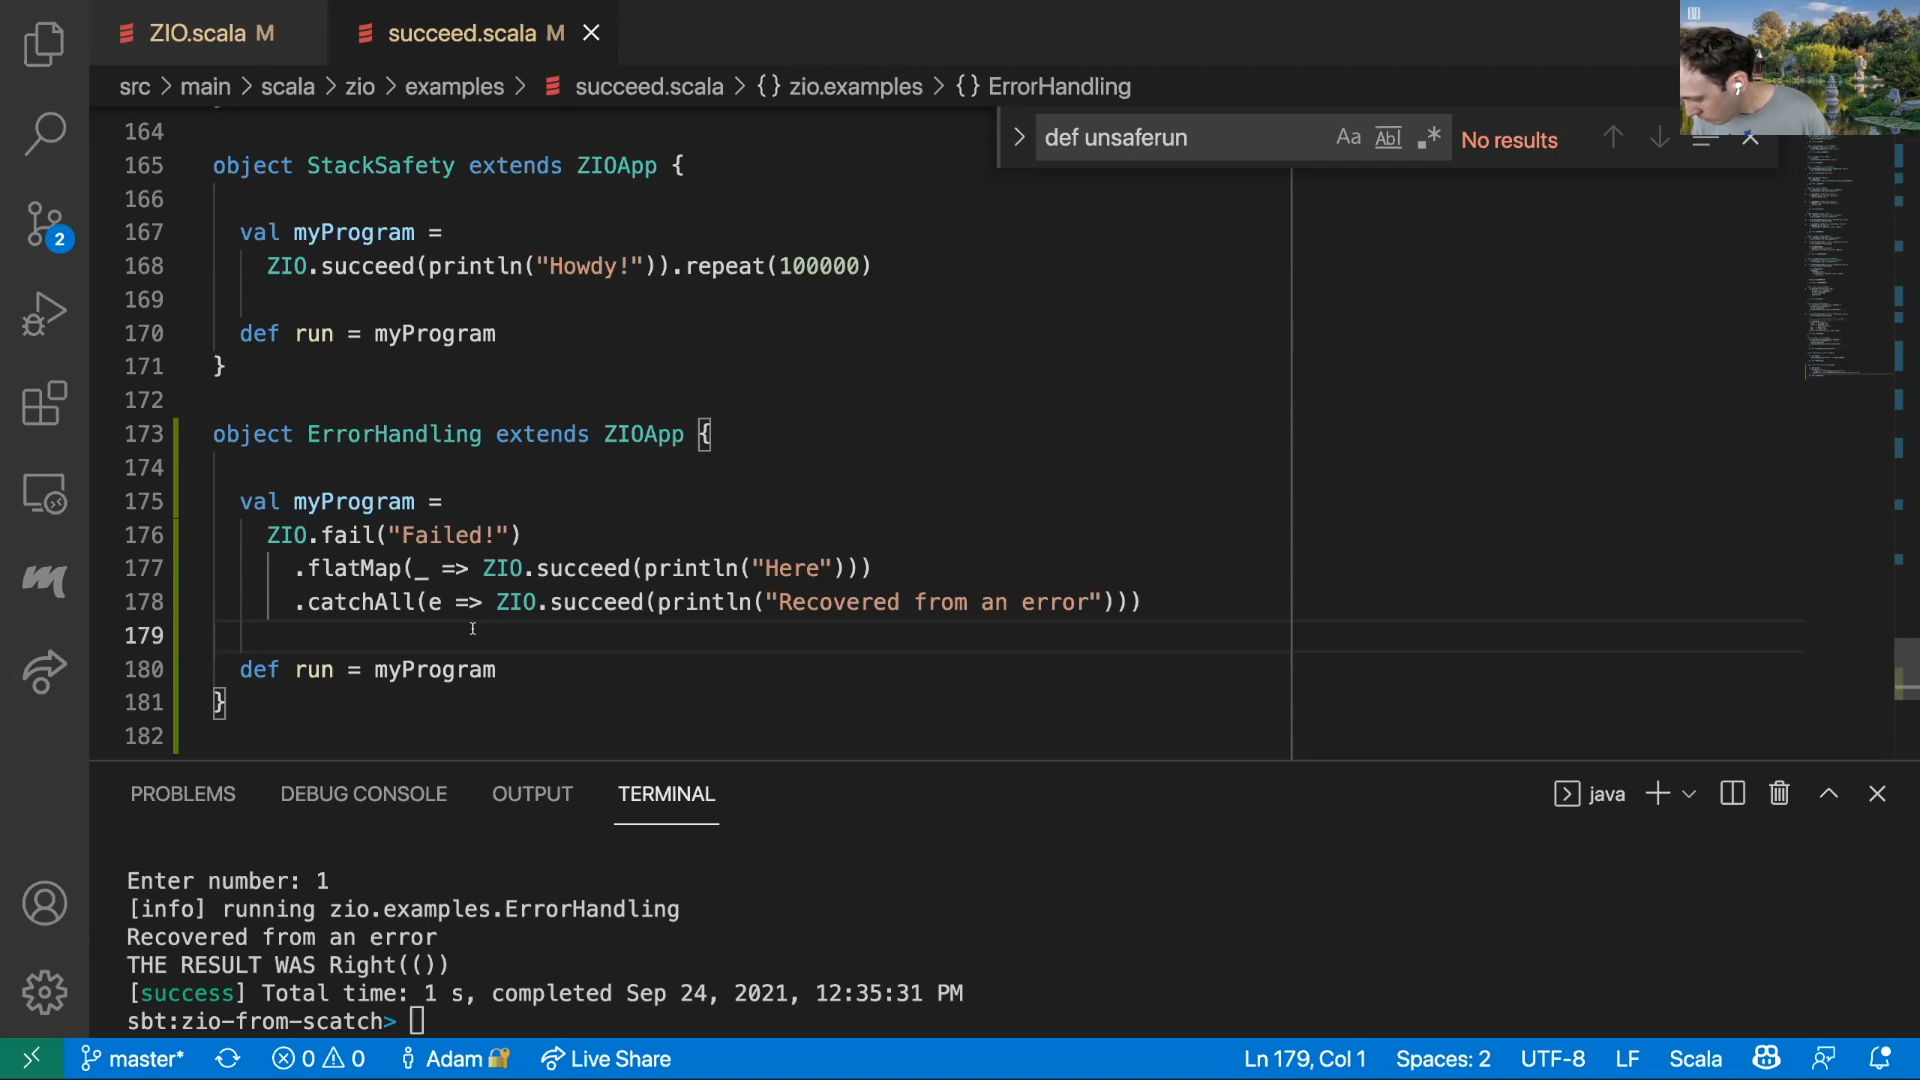 ZIO.scala M
succeed.scala M
src > main > scala > zio > examples > succeed.scala > {} zio.examples > {} ErrorHandling
def unsaferun
Aa Abl .* No results
164
165 object StackSafety extends ZIOApp {
166
167 val myProgram =
168 ZIO.succeed(println("Howdy!")).repeat(100000)
169
170 def run = myProgram
171 }
172
173 object ErrorHandling extends ZIOApp {
174
175 val myProgram =
176 ZIO.fail("Failed!")
177 .flatMap(_ => ZIO.succeed(println("Here")))
178 .catchAll(e => ZIO.succeed(println("Recovered from an error")))
179
180 def run = myProgram
181 }
182
2
PROBLEMS DEBUG CONSOLE OUTPUT TERMINAL
java
Enter number: 1
[info] running zio.examples.ErrorHandling
Recovered from an error
THE RESULT WAS Right(())
[success] Total time: 1 s, completed Sep 24, 2021, 12:35:31 PM
sbt:zio-from-scatch>
master* 0 0 Adam Live Share
Ln 179, Col 1 Spaces: 2 UTF-8 LF Scala